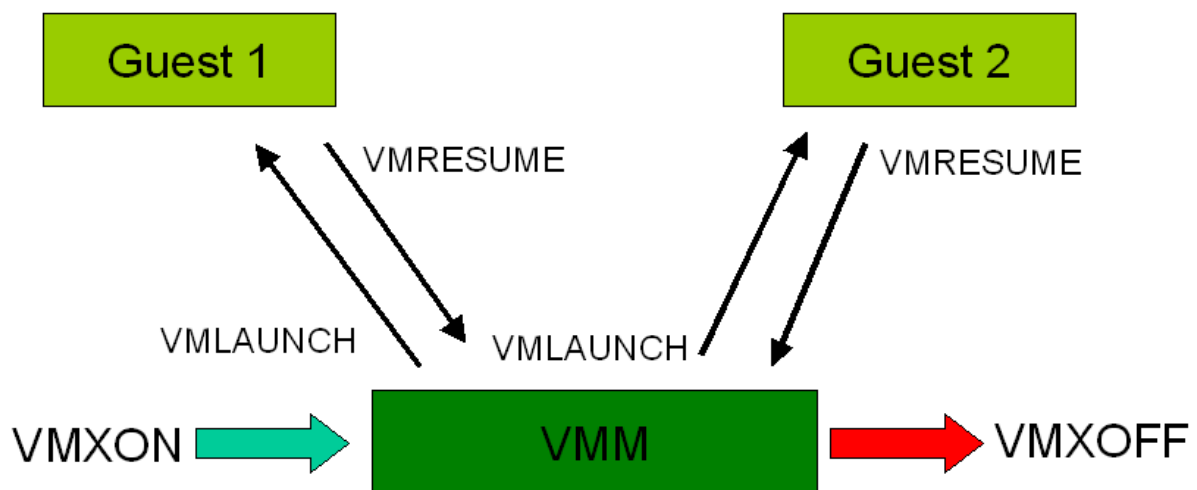 Guest 1
Guest 2
VMRESUME
VMRESUME
VMLAUNCH
VMLAUNCH
VMXON
VMM
VMXOFF